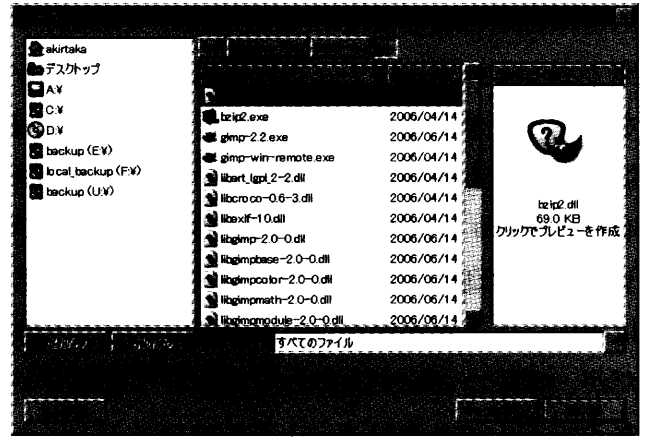 akirtaka
デスクトップ
A:¥
C:¥
D:¥
backup (E:¥)
local_backup (F:¥)
backup (U:¥)
bzip2.exe 2006/04/14
gimp-2.2.exe 2006/06/14
gimp-win-remote.exe 2006/06/14
libart_lgpl_2-2.dll 2006/04/14
libcroco-0.6-3.dll 2006/04/14
libexif-10.dll 2006/04/14
libgimp-2.0-0.dll 2006/06/14
libgimpbase-2.0-0.dll 2006/06/14
libgimpcolor-2.0-0.dll 2006/06/14
libgimpmath-2.0-0.dll 2006/06/14
libgimpmodule-2.0-0.dll 2006/06/14
bzip2.dll
69.0 KB
クリックでプレビューを作成
すべてのファイル